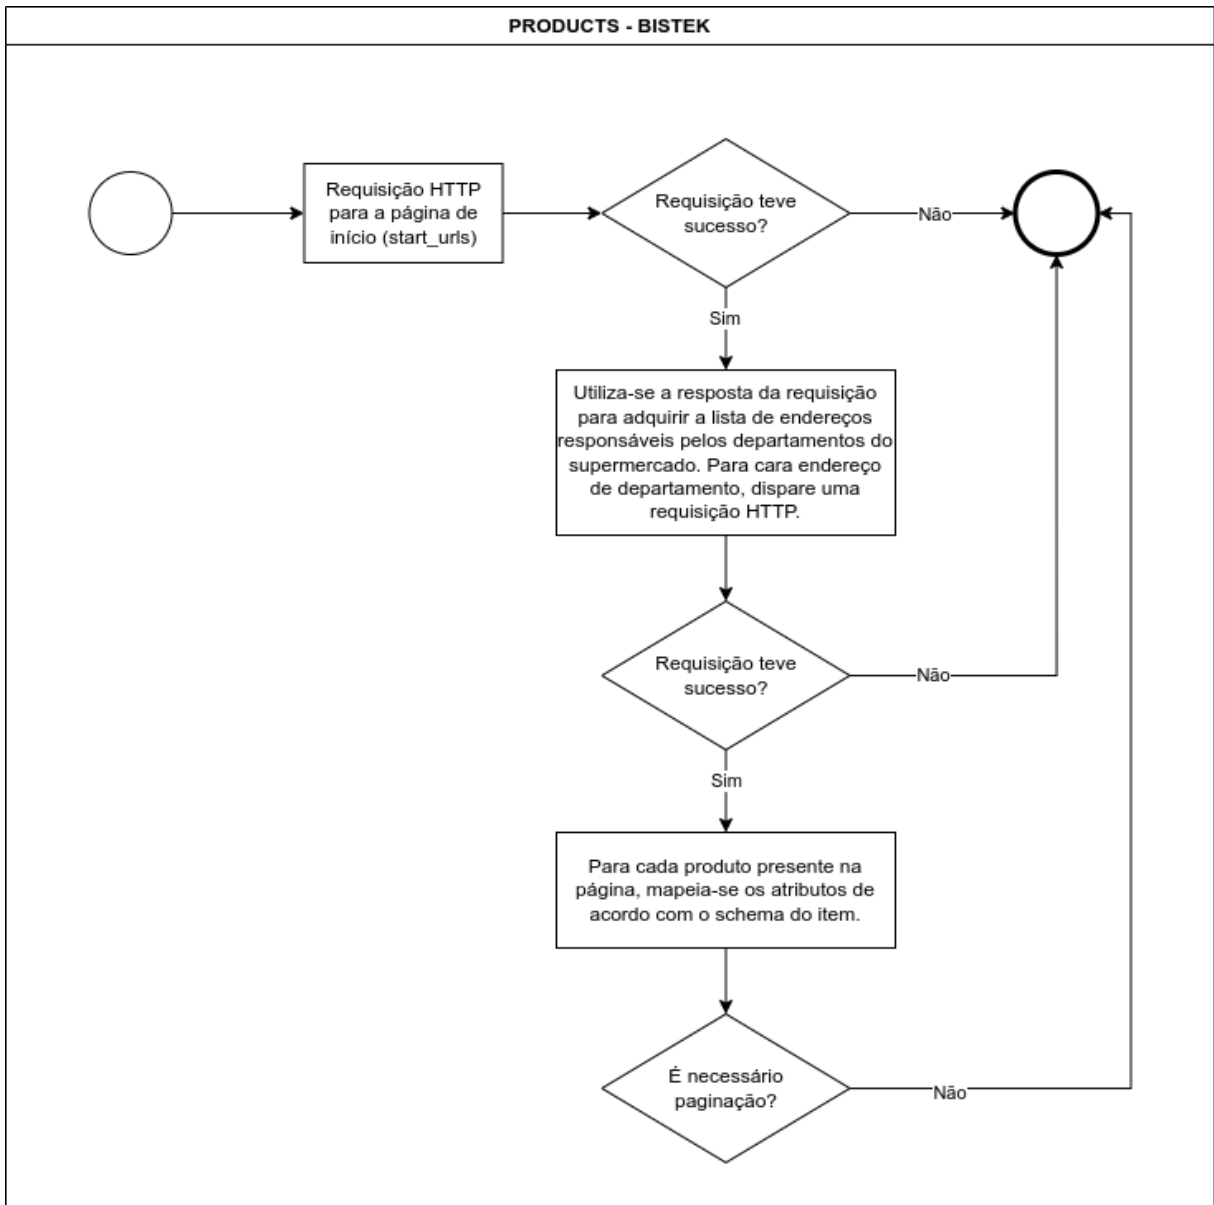 PRODUCTS - BISTEK
Requisição HTTP
para a página de
início (start_urls)
Requisição teve
sucesso?
Não
Sim
Utiliza-se a resposta da requisição
para adquirir a lista de endereços
responsáveis pelos departamentos do
supermercado. Para cara endereço
de departamento, dispare uma
requisição HTTP.
Requisição teve
sucesso?
Não
Sim
Para cada produto presente na
página, mapeia-se os atributos de
acordo com o schema do item.
É necessário
paginação?
Não